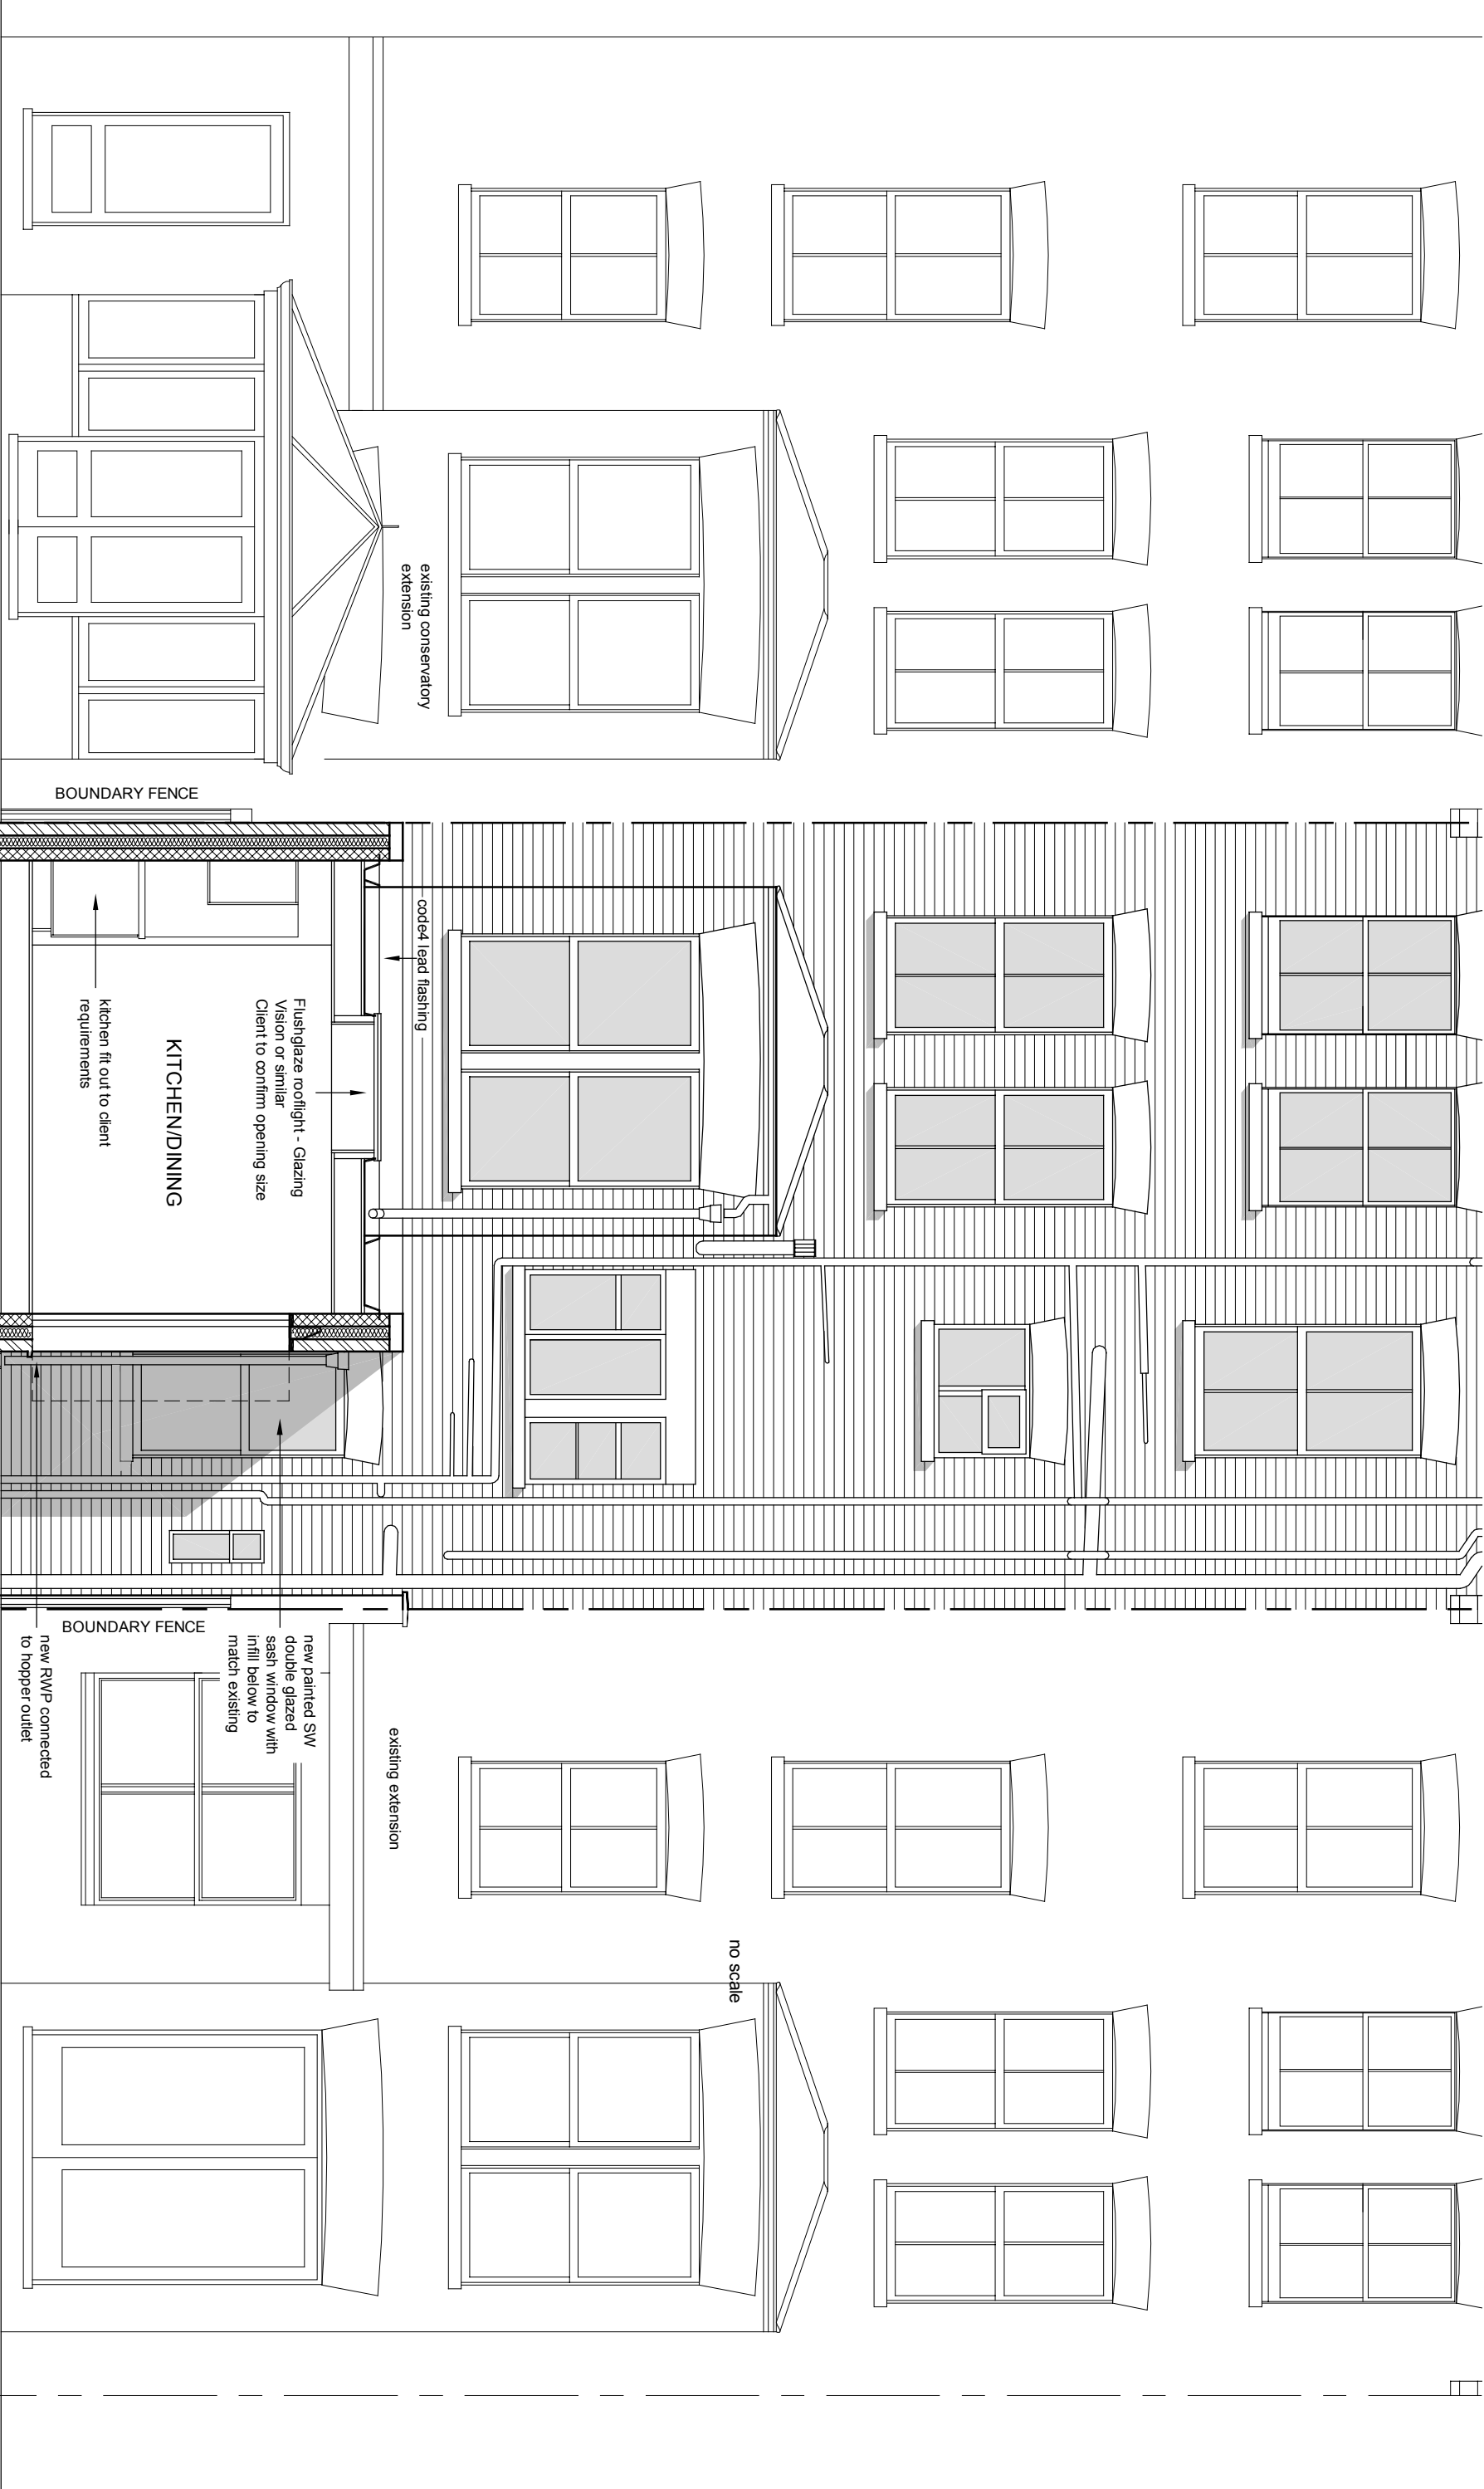 existing conservatory
extension
BOUNDARY FENCE
code4 lead flashing
Flushglaze rooflight - Glazing
Vision or similar
Client to confirm opening size
KITCHEN/DINING
kitchen fit out to client
requirements
BOUNDARY FENCE
new painted SW
double glazed
sash window with
infill below to
match existing
new RWP connected
to hopper outlet
existing extension
no scale